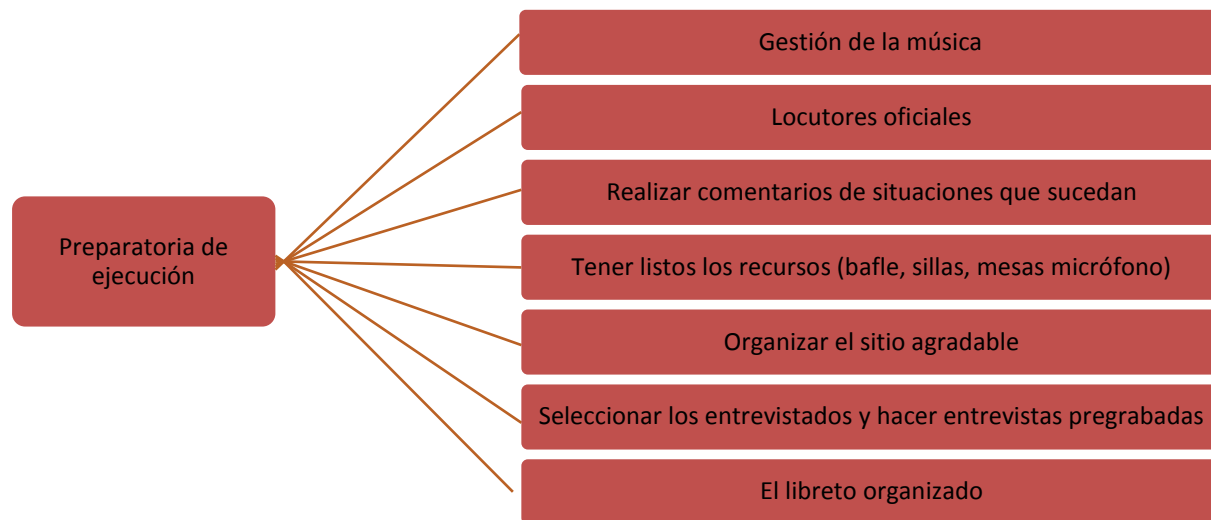 Preparatoria de
ejecución
Gestión de la música
Locutores oficiales
Realizar comentarios de situaciones que sucedan
Tener listos los recursos (bafle, sillas, mesas micrófono)
Organizar el sitio agradable
Seleccionar los entrevistados y hacer entrevistas pregrabadas
El libreto organizado